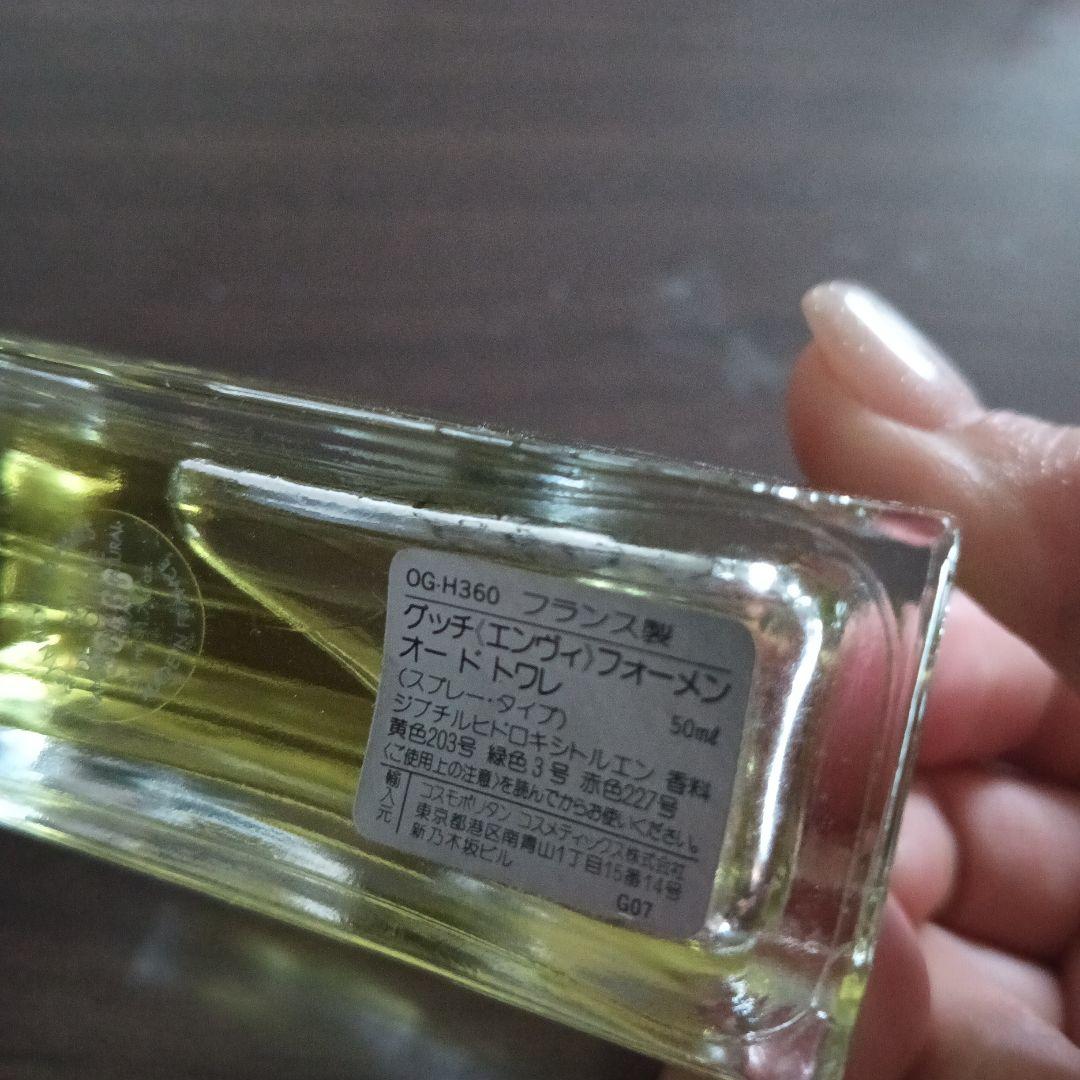 OG·H360 フランス製
グッチ〈エンヴィ〉フォーメン
オー ド トワレ
(スプレー・タイプ) 50ml
ジブチルヒドロキシトルエン 香料
黄色203号 緑色3号 赤色227号
〈ご使用上の注意〉を読んでからお使いください。
輸入元 コスモポリタン コスメティックス株式会社
東京都港区南青山1丁目15番14号
新乃木坂ビル
G07